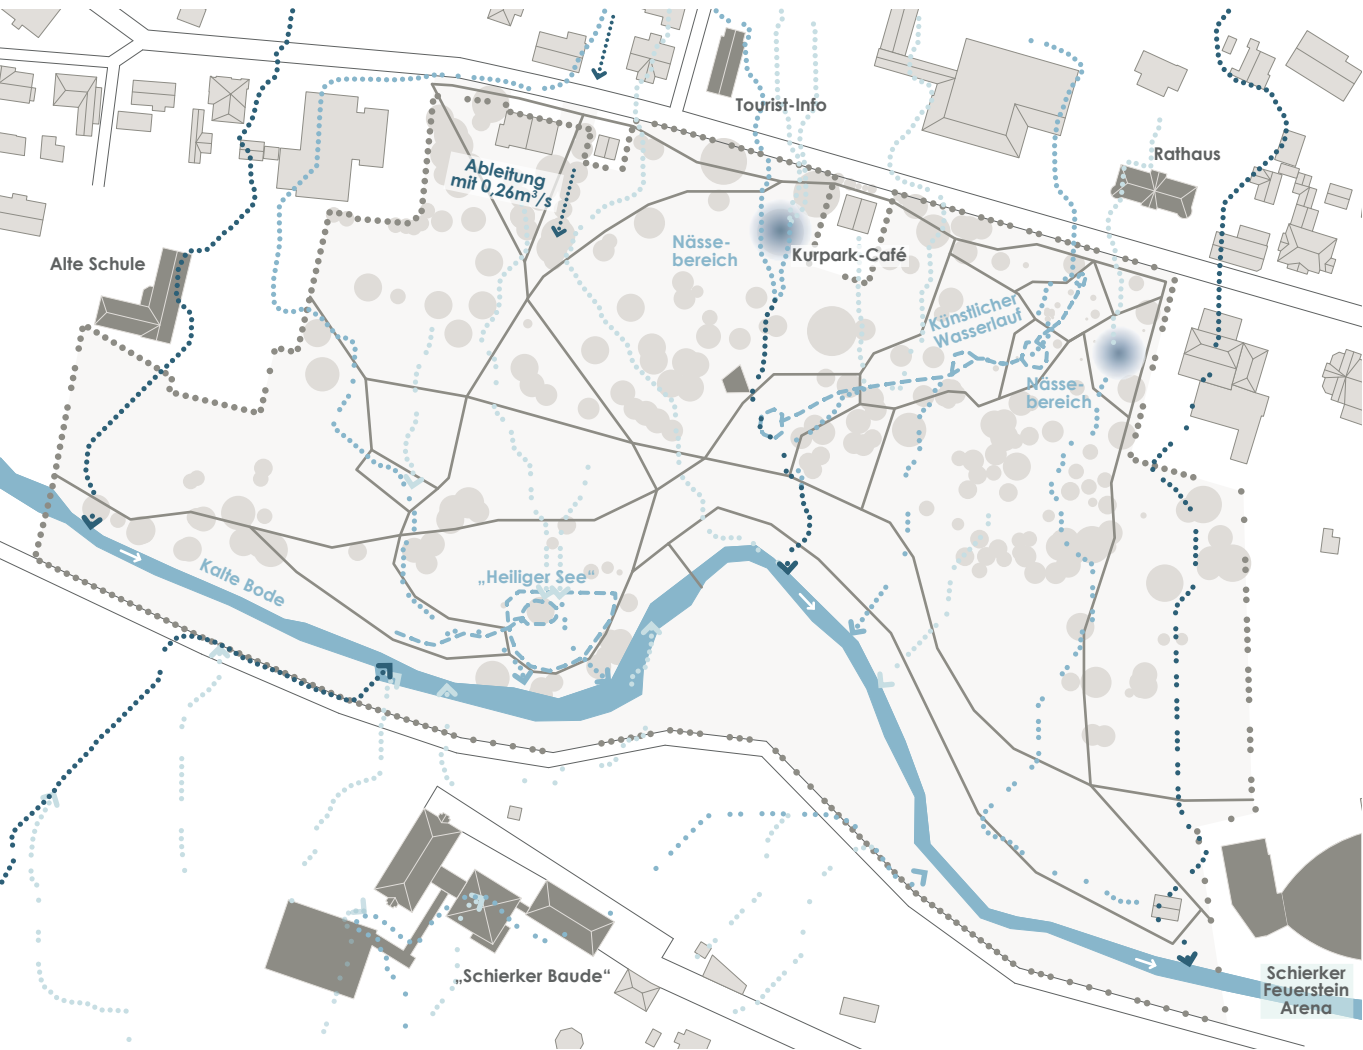 Tourist-Info
Rathaus
Ableitung
mit 0,26m³/s
Nässe-
bereich
Kurpark-Café
Alte Schule
Künstlicher
Wasserlauf
Nässe
bereich
Kalte Bode
„Heiliger See“
„Schierker Baude“
Schierker
Feuerstein
Arena